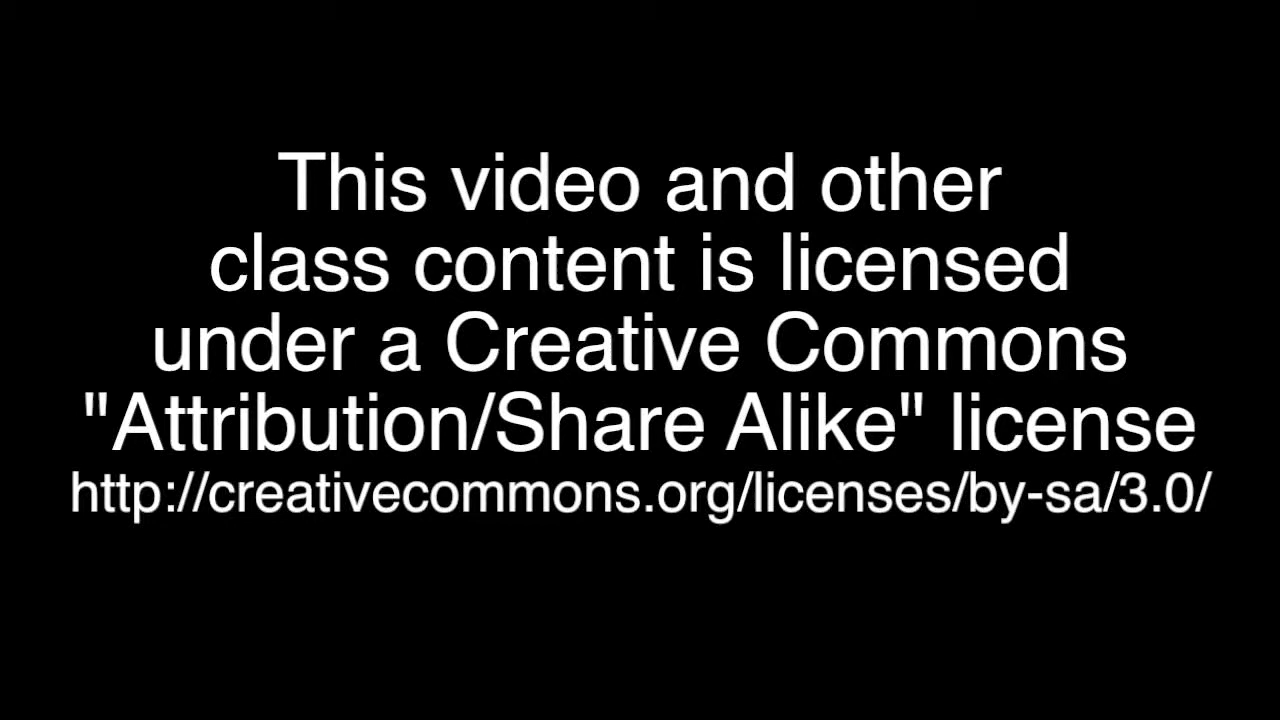 This video and other
class content is licensed
under a Creative Commons
"Attribution/Share Alike" license
http://creativecommons.org/licenses/by-sa/3.0/